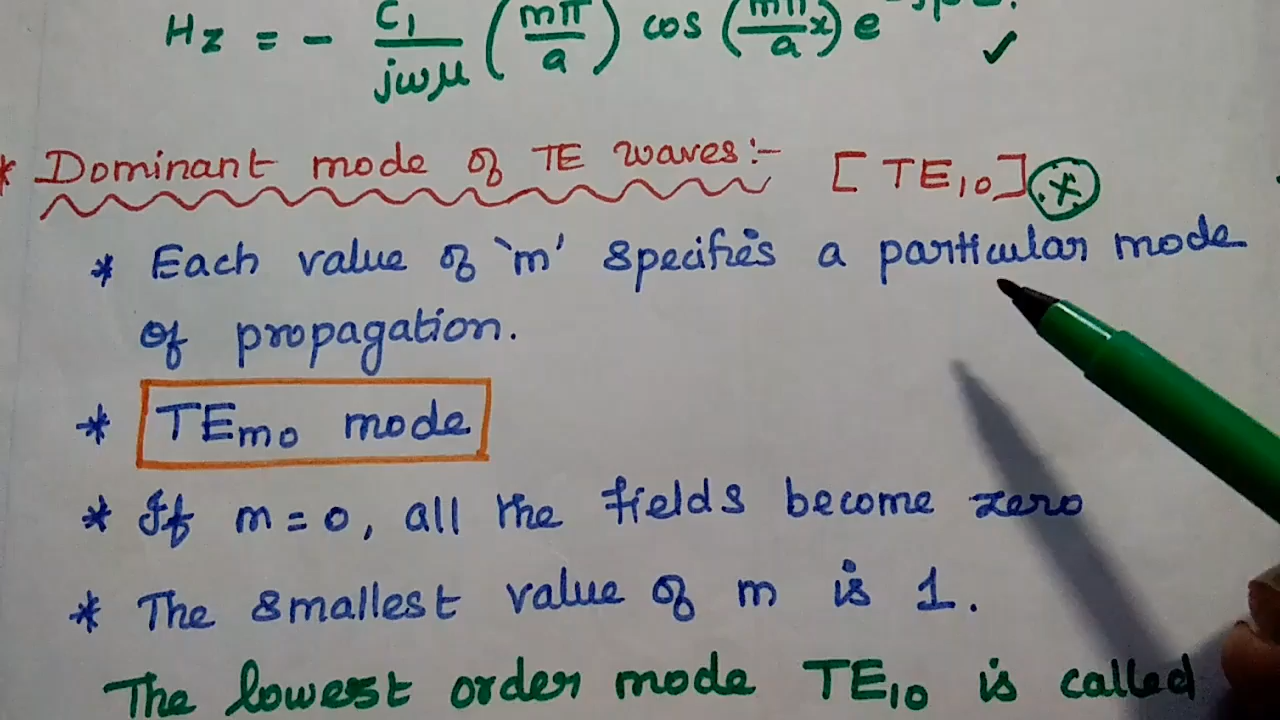 Hz = - C1/jωμ (mπ/a) cos (mπ/a x) e
* Dominant mode of TE waves:- [TE10] *
* Each value of 'm' specifies a particular mode
of propagation.
* TEmo mode
* If m=0, all the fields become zero
* The smallest value of m is 1.
The lowest order mode TE10 is called